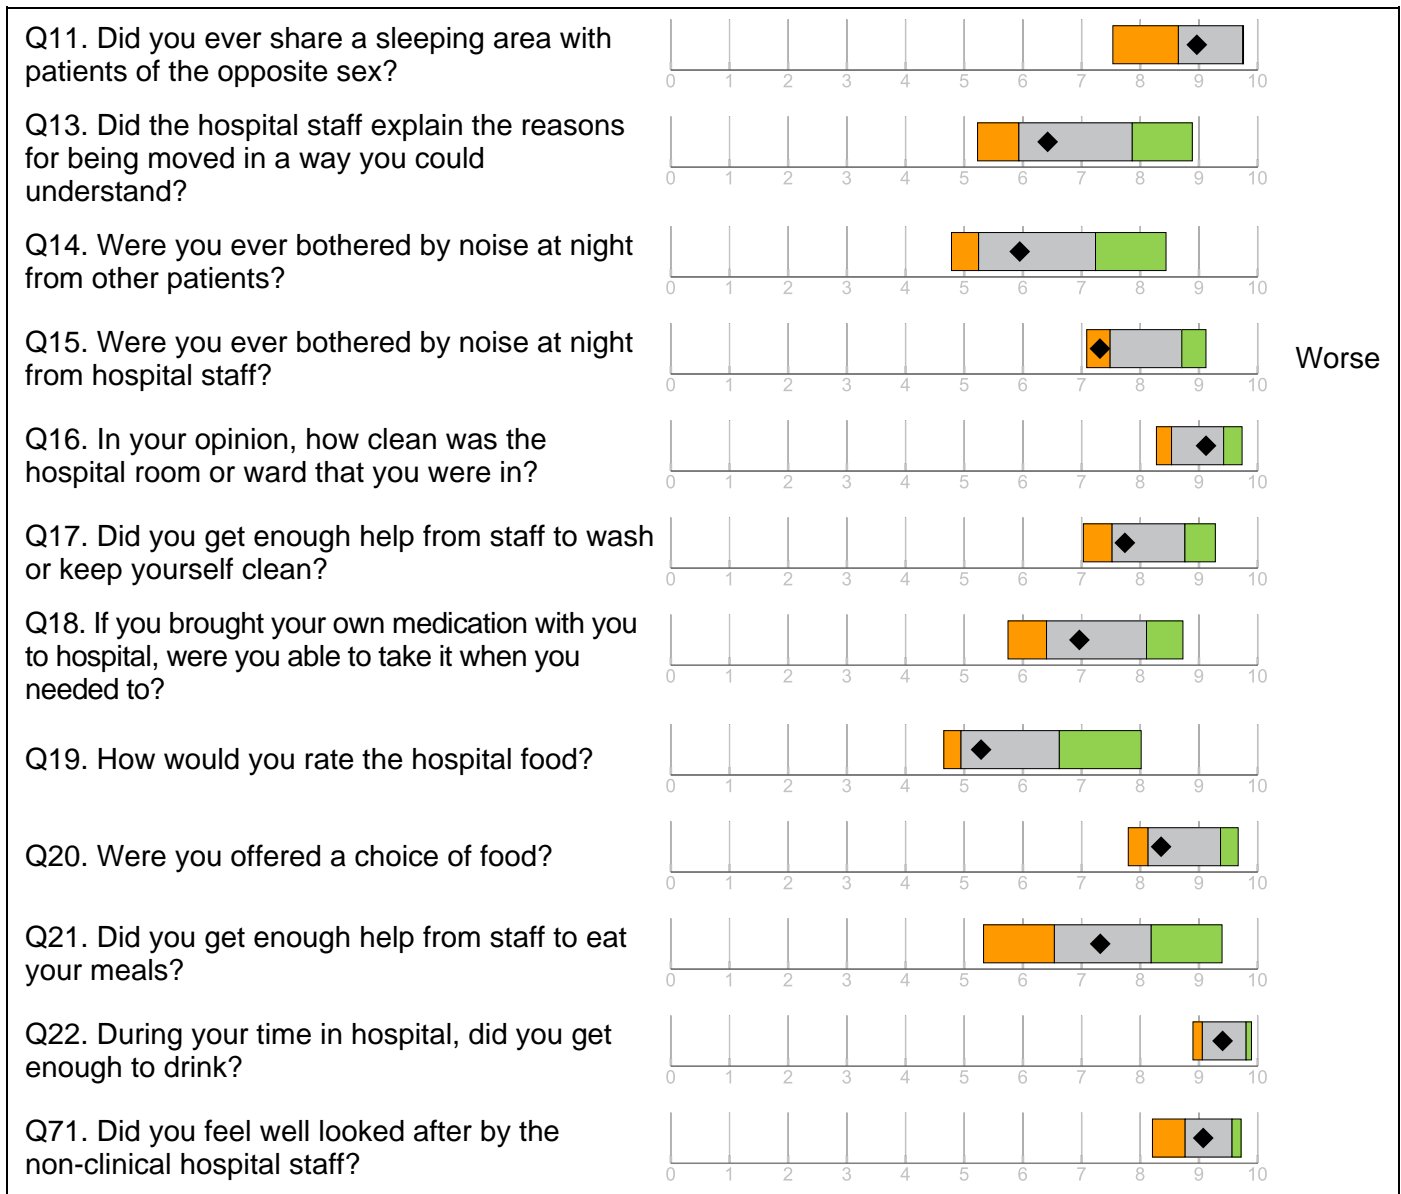 Q11. Did you ever share a sleeping area with
patients of the opposite sex?
0 1 2 3 4 5 6 7 8 9 10
Q13. Did the hospital staff explain the reasons
for being moved in a way you could
understand?
0 1 2 3 4 5 6 7 8 9 10
Q14. Were you ever bothered by noise at night
from other patients?
0 1 2 3 4 5 6 7 8 9 10
Q15. Were you ever bothered by noise at night
from hospital staff?
Worse
0 1 2 3 4 5 6 7 8 9 10
Q16. In your opinion, how clean was the
hospital room or ward that you were in?
0 1 2 3 4 5 6 7 8 9 10
Q17. Did you get enough help from staff to wash
or keep yourself clean?
0 1 2 3 4 5 6 7 8 9 10
Q18. If you brought your own medication with you
to hospital, were you able to take it when you
needed to?
0 1 2 3 4 5 6 7 8 9 10
Q19. How would you rate the hospital food?
0 1 2 3 4 5 6 7 8 9 10
Q20. Were you offered a choice of food?
0 1 2 3 4 5 6 7 8 9 10
Q21. Did you get enough help from staff to eat
your meals?
0 1 2 3 4 5 6 7 8 9 10
Q22. During your time in hospital, did you get
enough to drink?
0 1 2 3 4 5 6 7 8 9 10
Q71. Did you feel well looked after by the
non-clinical hospital staff?
0 1 2 3 4 5 6 7 8 9 10